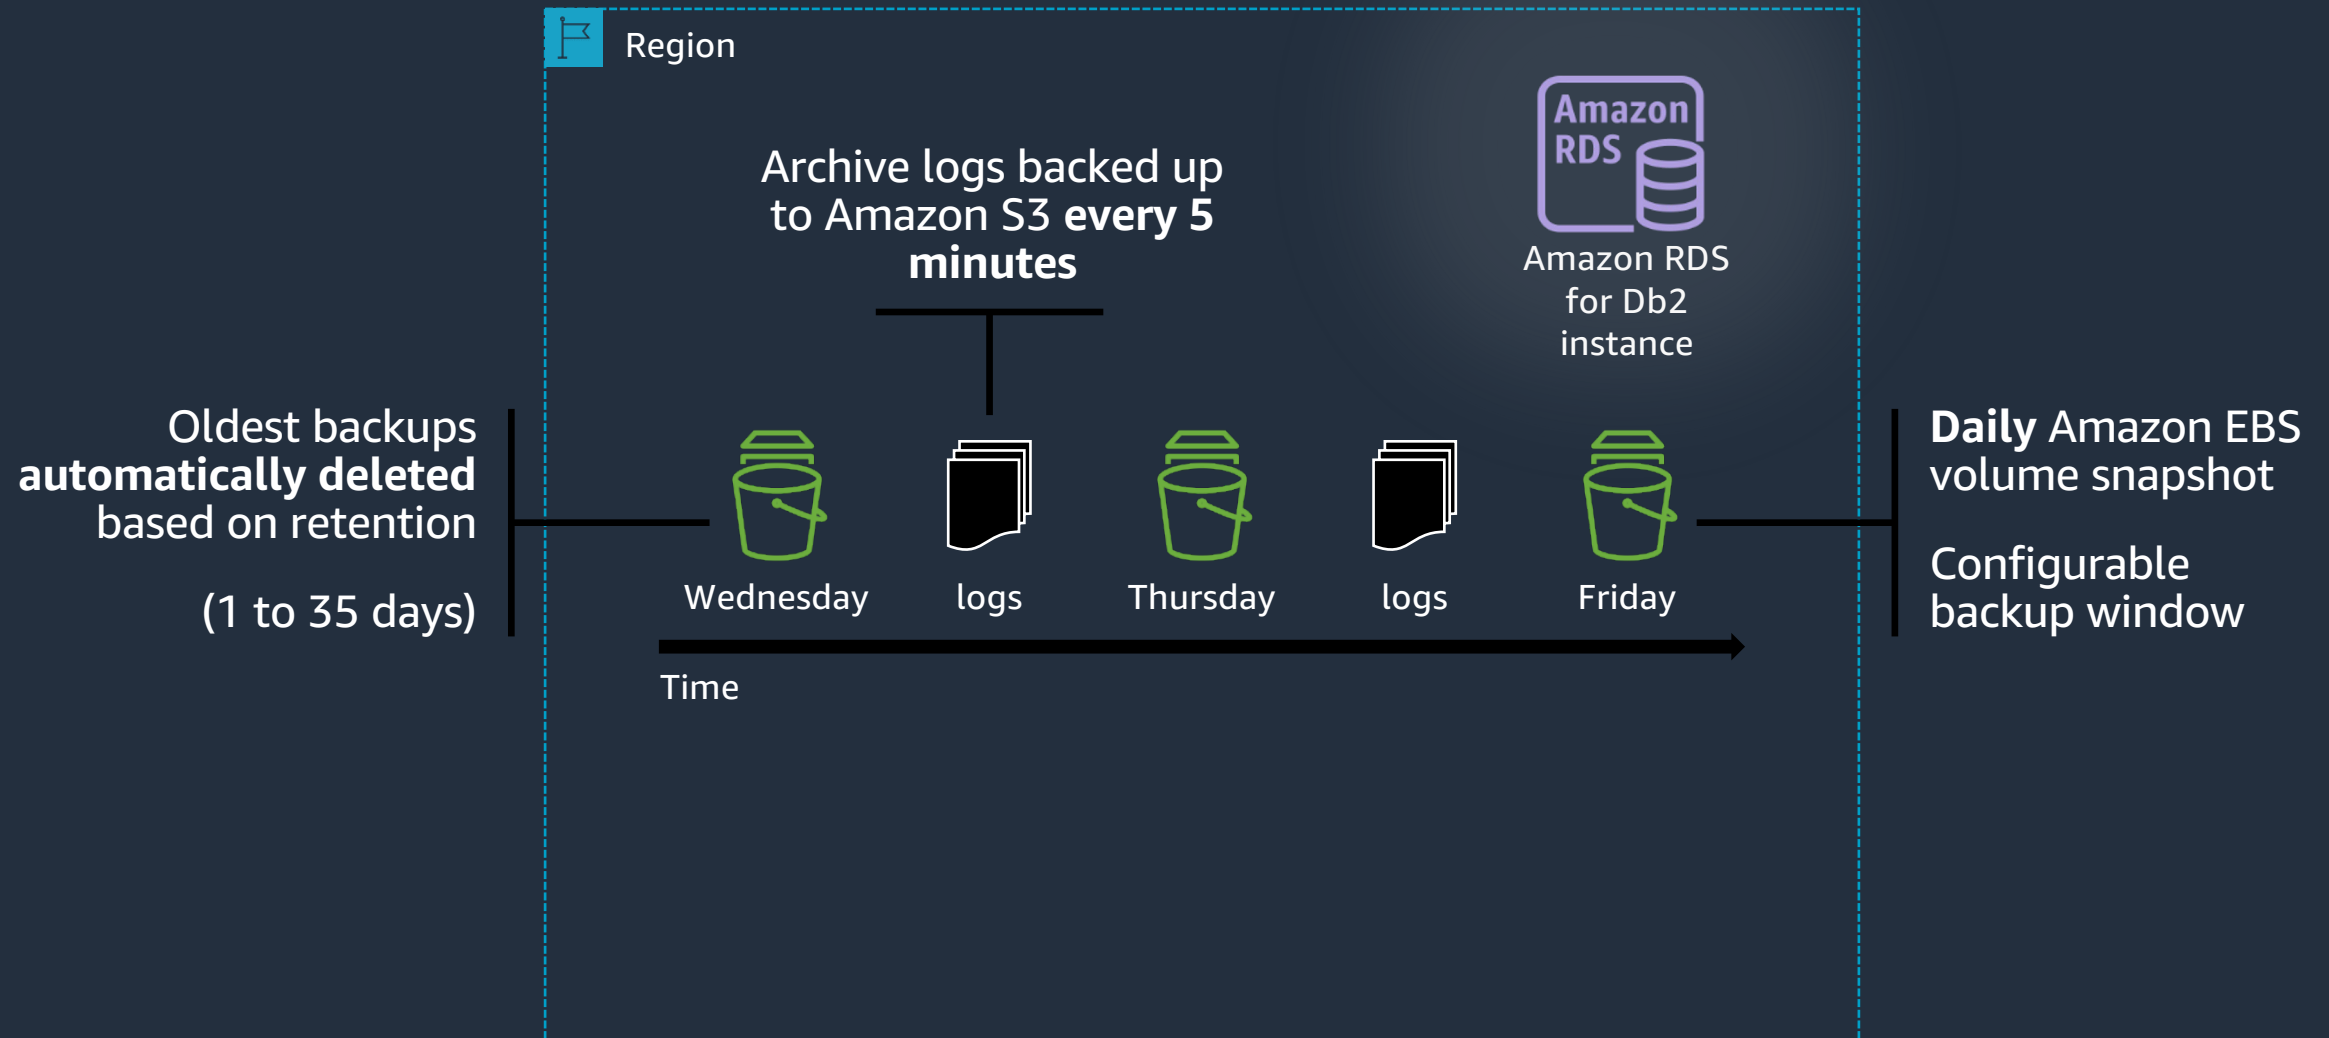 Region
Amazon
RDS
Amazon RDS
for Db2
instance
Archive logs backed up
to Amazon S3 every 5
minutes
Oldest backups
automatically deleted
based on retention
(1 to 35 days)
Daily Amazon EBS
volume snapshot
Configurable
backup window
Wednesday
logs
Thursday
logs
Friday
Time